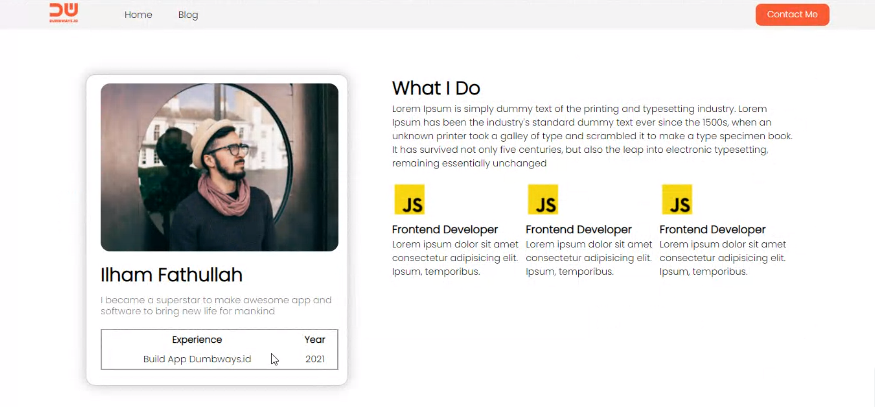 DW
DUMBWAYS.ID
Home
Blog
Contact Me
Ilham Fathullah
I became a superstar to make awesome app and
software to bring new life for mankind
Experience Year
Build App Dumbways.id 2021
What I Do
Lorem Ipsum is simply dummy text of the printing and typesetting industry. Lorem
Ipsum has been the industry's standard dummy text ever since the 1500s, when an
unknown printer took a galley of type and scrambled it to make a type specimen book.
It has survived not only five centuries, but also the leap into electronic typesetting,
remaining essentially unchanged
JS
Frontend Developer
Lorem ipsum dolor sit amet
consectetur adipisicing elit.
Ipsum, temporibus.
JS
Frontend Developer
Lorem ipsum dolor sit amet
consectetur adipisicing elit.
Ipsum, temporibus.
JS
Frontend Developer
Lorem ipsum dolor sit amet
consectetur adipisicing elit.
Ipsum, temporibus.